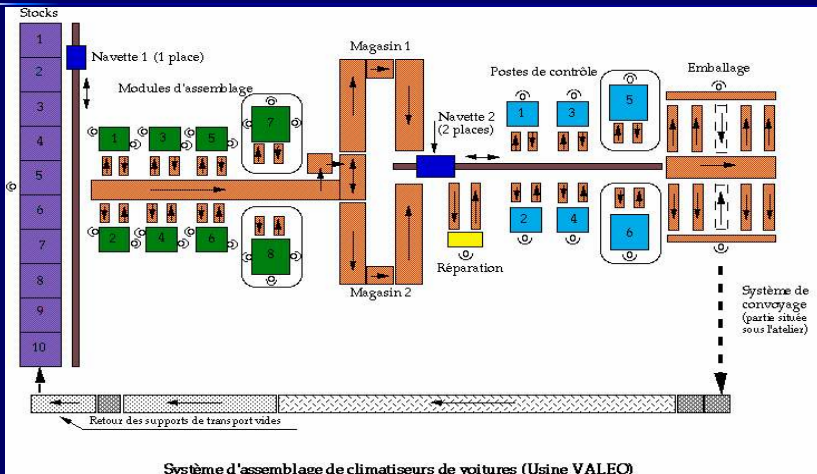 Stocks
1
2
3
4
5
6
7
8
9
10
Navette 1 (1 place)
Modules d'assemblage
1
3
5
7
2
4
6
8
Magasin 1
Magasin 2
Navette 2
(2 places)
Réparation
Postes de contrôle
1
3
5
2
4
6
Emballage
Système de
convoyage
(partie située
sous l'atelier)
Retour des supports de transport vides
Système d'assemblage de climatiseurs de voitures (Usine VALEO)